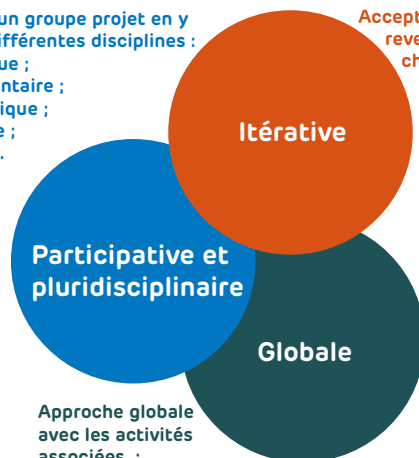 un groupe projet en y
ifférentes disciplines :
ue ;
ntaire ;
ique ;
e ;
.
Accept
reve
ch
Itérative
Participative et
pluridisciplinaire
Globale
Approche globale
avec les activités
associées :